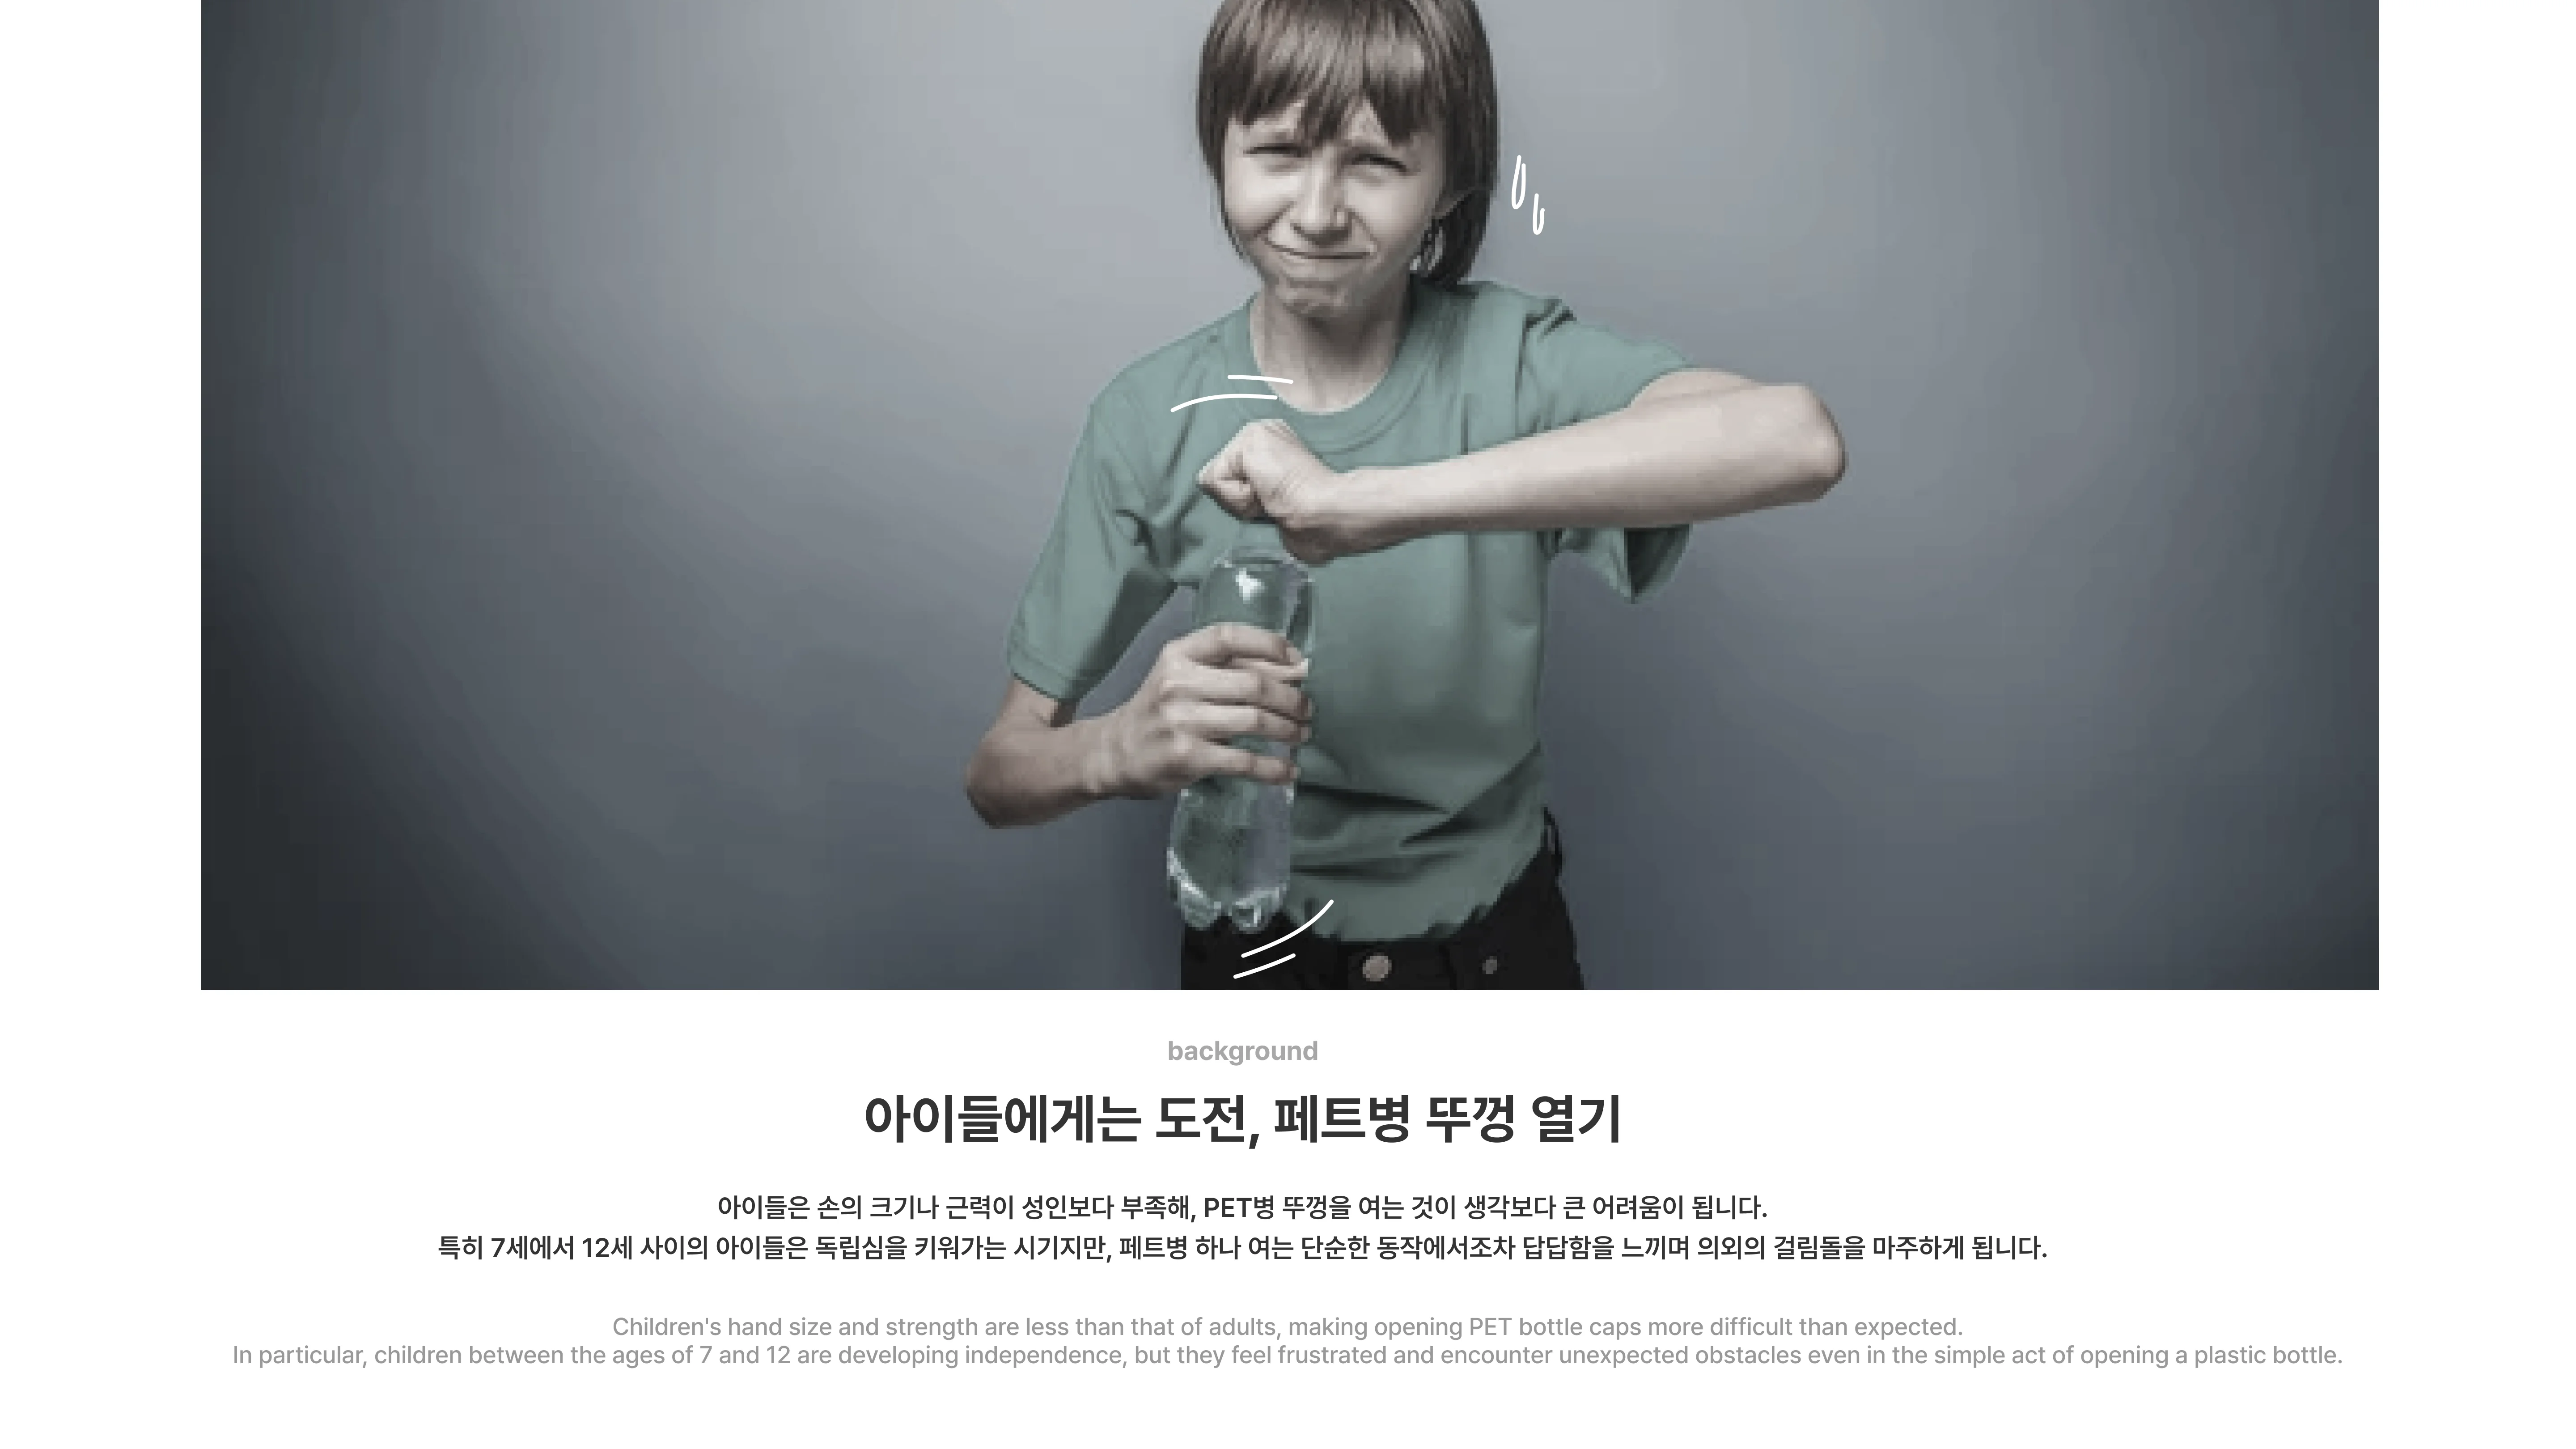 background
아이들에게는 도전, 페트병 뚜껑 열기
아이들은 손의 크기나 근력이 성인보다 부족해, PET병 뚜껑을 여는 것이 생각보다 큰 어려움이 됩니다.
특히 7세에서 12세 사이의 아이들은 독립심을 키워가는 시기지만, 페트병 하나 여는 단순한 동작에서조차 답답함을 느끼며 의외의 걸림돌을 마주하게 됩니다.
Children's hand size and strength are less than that of adults, making opening PET bottle caps more difficult than expected.
In particular, children between the ages of 7 and 12 are developing independence, but they feel frustrated and encounter unexpected obstacles even in the simple act of opening a plastic bottle.